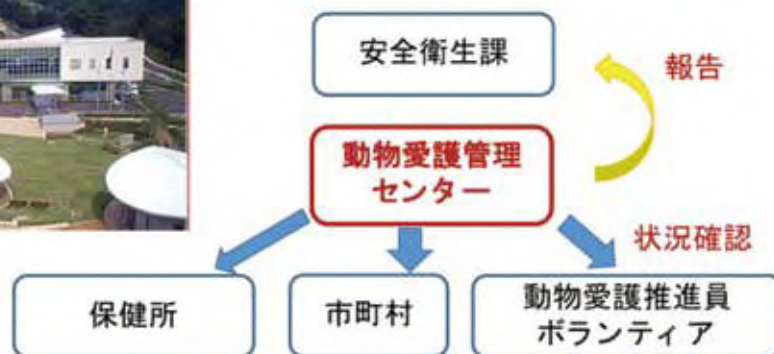 安全衛生課
報告
動物愛護管理
センター
状況確認
保健所
市町村
動物愛護推進員
ボランティア